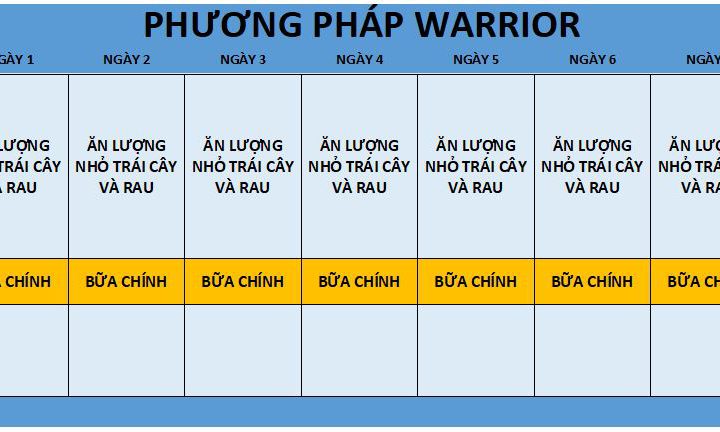 PHƯƠNG PHÁP WARRIOR
GÀY 1 NGÀY 2 NGÀY 3 NGÀY 4 NGÀY 5 NGÀY 6 NGÀY
LƯỢNG ĂN LƯỢNG ĂN LƯỢNG ĂN LƯỢNG ĂN LƯỢNG ĂN LƯỢNG ĂN LƯ
TRÁI CÂY NHỎ TRÁI CÂY NHỎ TRÁI CÂY NHỎ TRÁI CÂY NHỎ TRÁI CÂY NHỎ TRÁI CÂY NHỎ TRÁ
À RAU VÀ RAU VÀ RAU VÀ RAU VÀ RAU VÀ RAU VÀ RA
CHÍNH BỮA CHÍNH BỮA CHÍNH BỮA CHÍNH BỮA CHÍNH BỮA CHÍNH BỮA CH